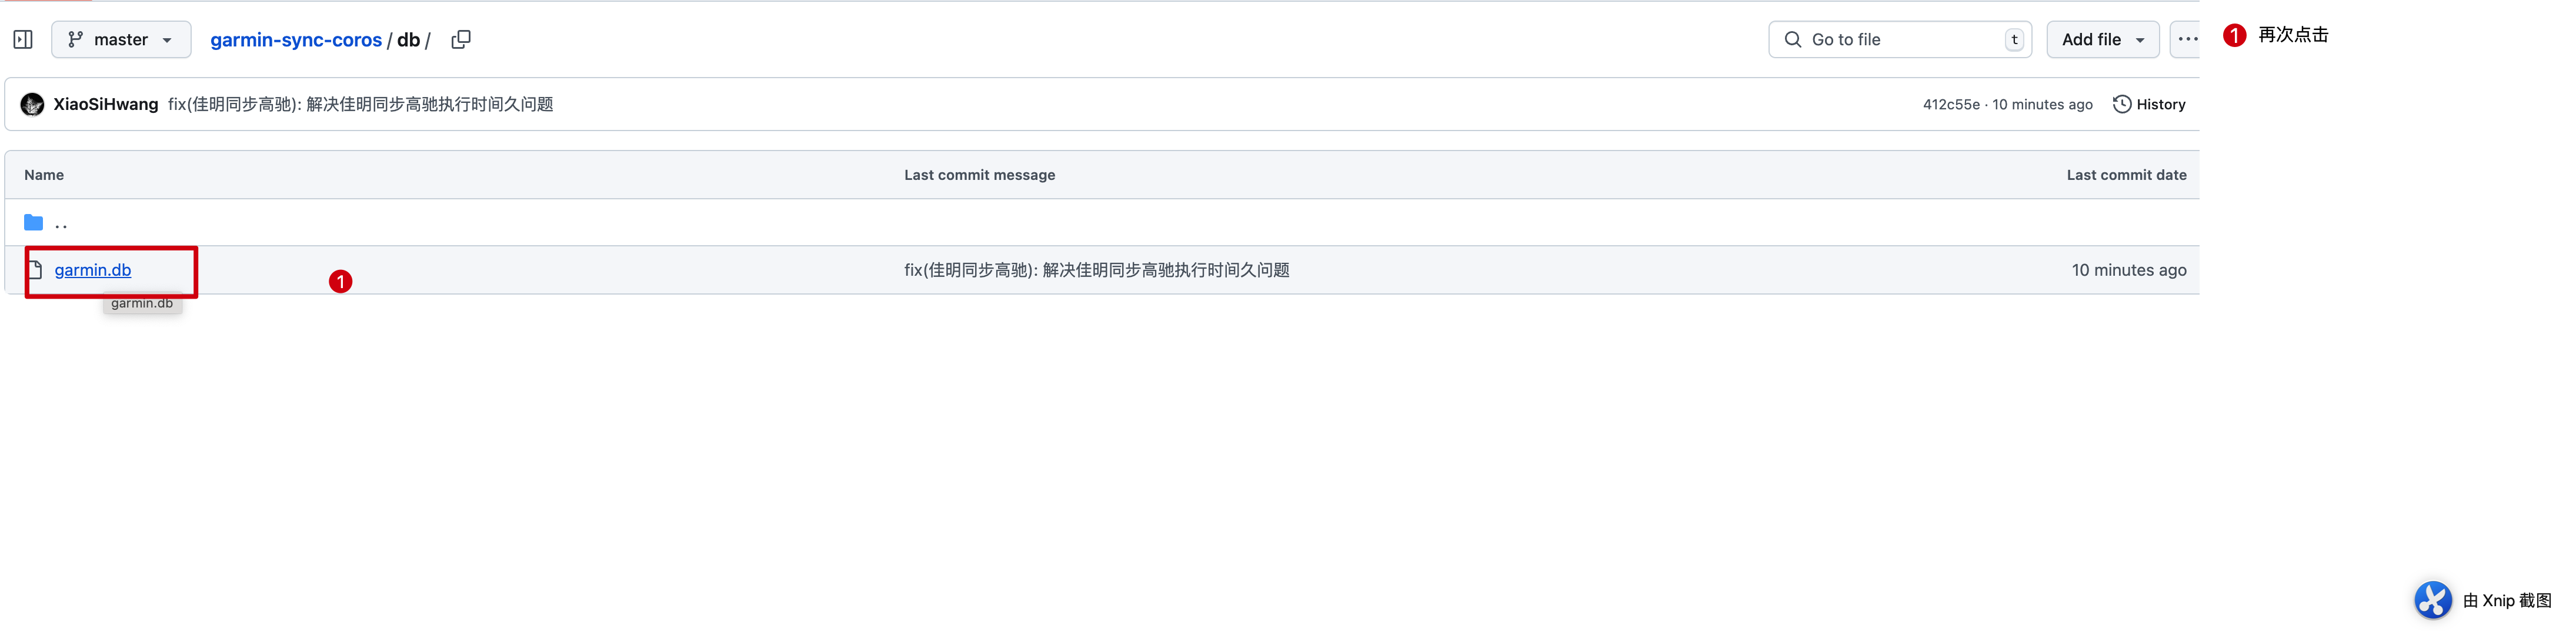 master garmin-sync-coros / db / Go to file t Add file ... 1 再次点击
XiaoSiHwang fix(佳明同步高驰): 解决佳明同步高驰执行时间久问题 412c55e · 10 minutes ago History
Name Last commit message Last commit date
..
garmin.db 1 fix(佳明同步高驰): 解决佳明同步高驰执行时间久问题 10 minutes ago
garmin.db
由 Xnip 截图